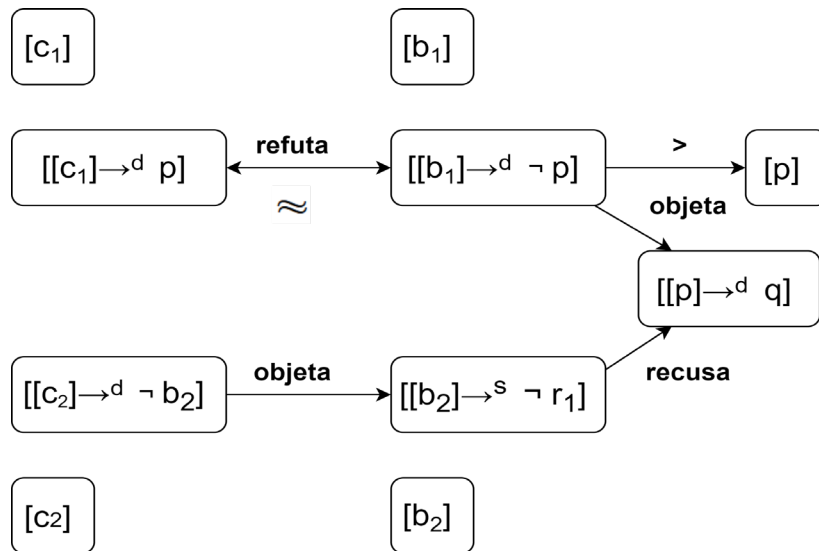 [c₁]
[b₁]
[[c₁]→ᵈ p]
refuta
≈
[[b₁]→ᵈ ¬ p]
>
[p]
objeta
[[p]→ᵈ q]
[[c₂]→ᵈ ¬ b₂]
objeta
[[b₂]→ˢ ¬ r₁]
recusa
[c₂]
[b₂]